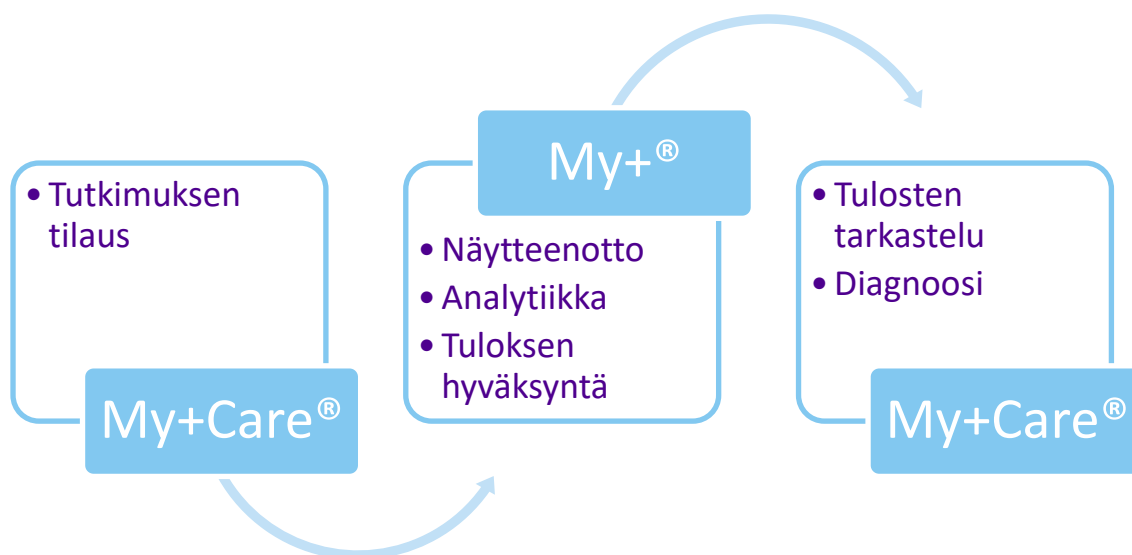 • Tutkimuksen
tilaus
My+Care®
My+®
• Näytteenotto
• Analytiikka
• Tuloksen
hyväksyntä
• Tulosten
tarkastelu
• Diagnoosi
My+Care®